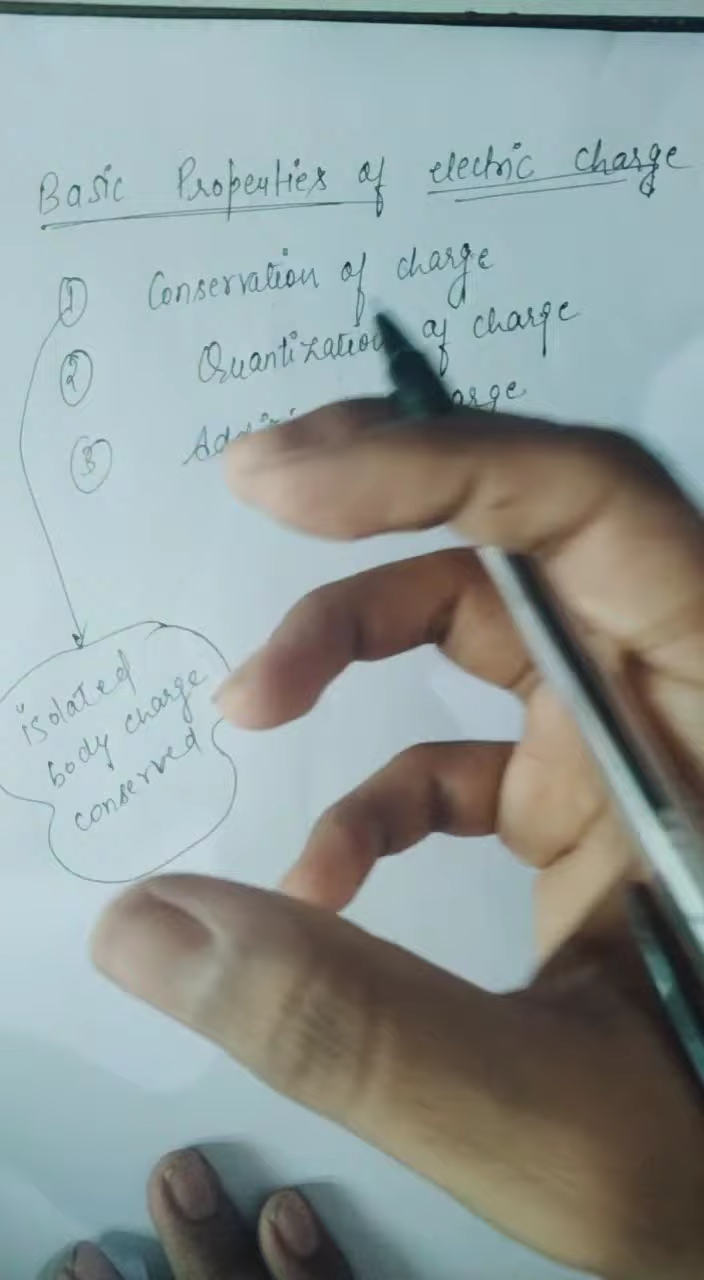 Basic Properties of electric charge
① Conservation of charge
② Quantization of charge
③
isolated
body charge
conserved